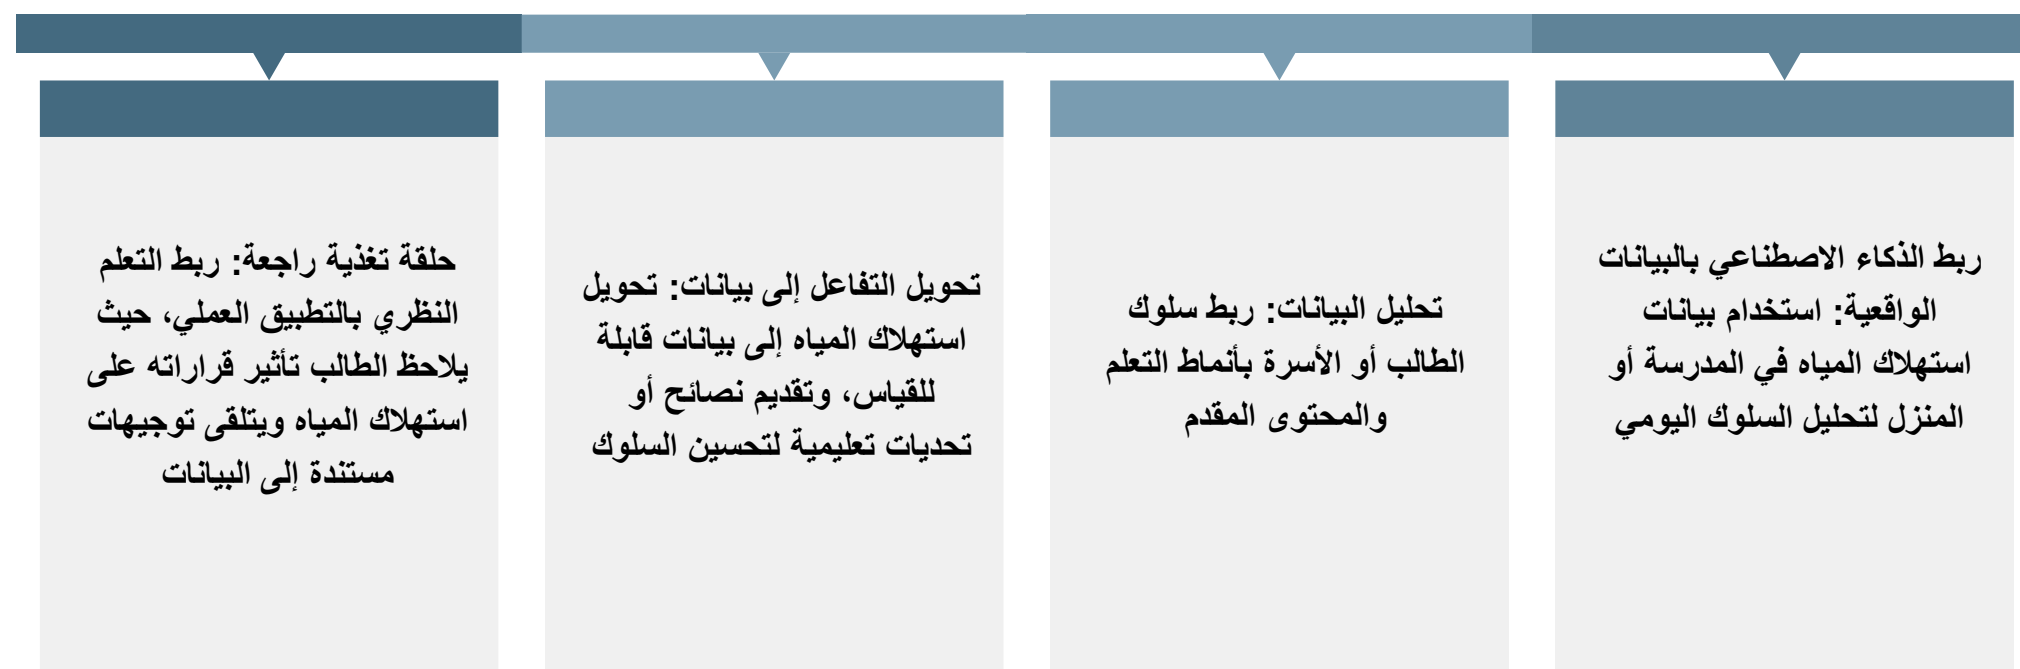 ربط الذكاء الاصطناعي بالبيانات
الواقعية: استخدام بيانات
استهلاك المياه في المدرسة أو
المنزل لتحليل السلوك اليومي
تحليل البيانات: ربط سلوك
الطالب أو الأسرة بأنماط التعلم
والمحتوى المقدم
تحويل التفاعل إلى بيانات: تحويل
استهلاك المياه إلى بيانات قابلة
للقياس، وتقديم نصائح أو
تحديات تعليمية لتحسين السلوك
حلقة تغذية راجعة: ربط التعلم
النظري بالتطبيق العملي، حيث
يلاحظ الطالب تأثير قراراته على
استهلاك المياه ويتلقى توجيهات
مستندة إلى البيانات